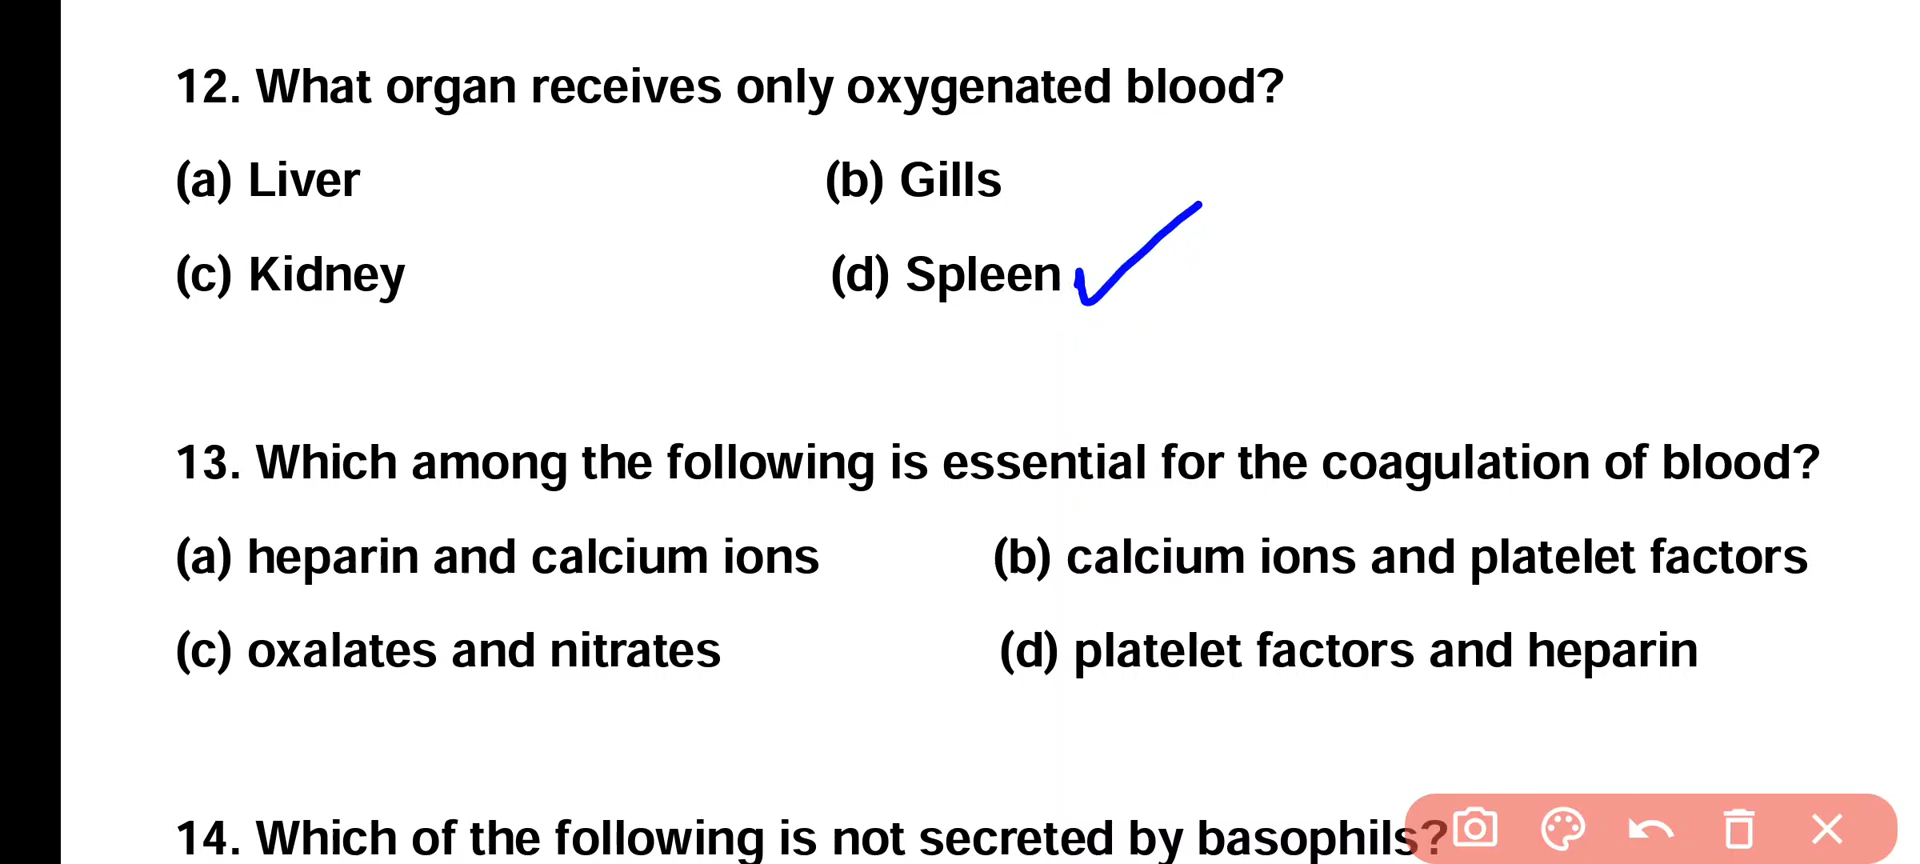 12. What organ receives only oxygenated blood?
(a) Liver (b) Gills
(c) Kidney (d) Spleen
13. Which among the following is essential for the coagulation of blood?
(a) heparin and calcium ions (b) calcium ions and platelet factors
(c) oxalates and nitrates (d) platelet factors and heparin
14. Which of the following is not secreted by basophils?